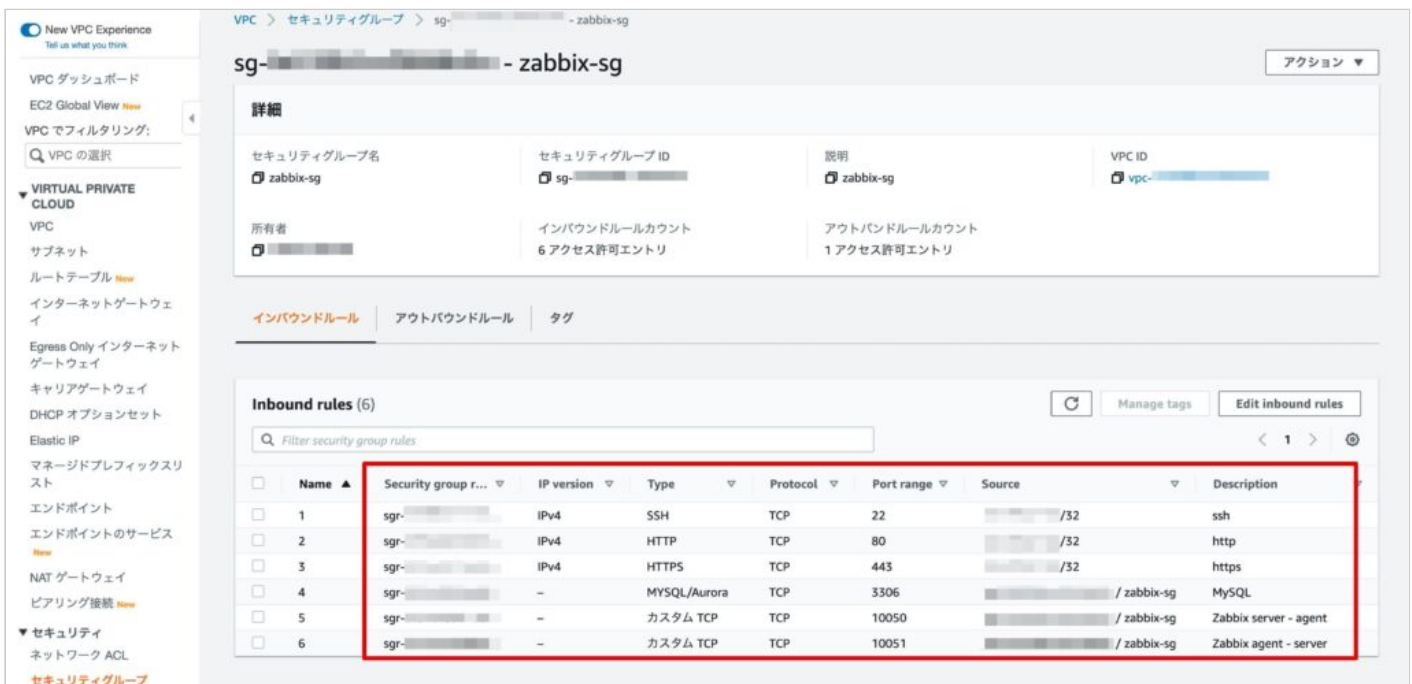 New VPC Experience
Tell us what you think
VPC ダッシュボード
EC2 Global View New
VPC でフィルタリング:
VPC の選択
VIRTUAL PRIVATE
CLOUD
VPC
サブネット
ルートテーブル New
インターネットゲートウェ
イ
Egress Only インターネット
ゲートウェイ
キャリアゲートウェイ
DHCP オプションセット
Elastic IP
マネージドプレフィックスリ
スト
エンドポイント
エンドポイントのサービス
New
NAT ゲートウェイ
ピアリング接続 New
セキュリティ
ネットワーク ACL
セキュリティグループ
VPC > セキュリティグループ > sg- - zabbix-sg
sg- - zabbix-sg
アクション
詳細
セキュリティグループ名 セキュリティグループ ID 説明 VPC ID
zabbix-sg sg- zabbix-sg vpc-
所有者 インバウンドルールカウント アウトバンドルールカウント
6 アクセス許可エントリ 1 アクセス許可エントリ
インバウンドルール アウトバウンドルール タグ
Inbound rules (6) Manage tags Edit inbound rules
Filter security group rules < 1 >
Name Security group r... IP version Type Protocol Port range Source Description
1 sgr- IPv4 SSH TCP 22 /32 ssh
2 sgr- IPv4 HTTP TCP 80 /32 http
3 sgr- IPv4 HTTPS TCP 443 /32 https
4 sgr- – MYSQL/Aurora TCP 3306 / zabbix-sg MySQL
5 sgr- – カスタム TCP TCP 10050 / zabbix-sg Zabbix server - agent
6 sgr- – カスタム TCP TCP 10051 / zabbix-sg Zabbix agent - server